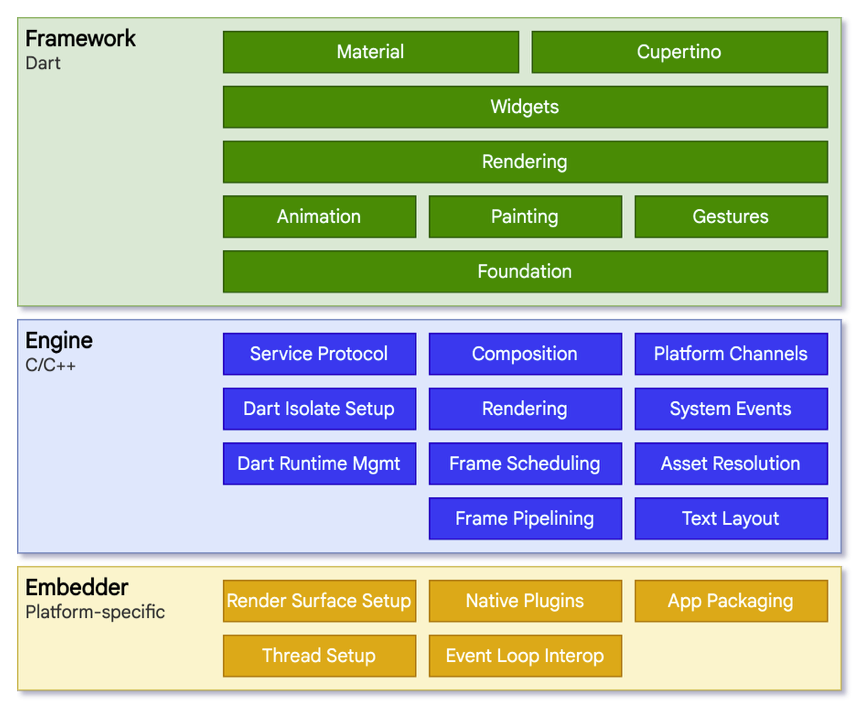 Framework
Dart
Material
Cupertino
Widgets
Rendering
Animation
Painting
Gestures
Foundation
Engine
C/C++
Service Protocol
Composition
Platform Channels
Dart Isolate Setup
Rendering
System Events
Dart Runtime Mgmt
Frame Scheduling
Asset Resolution
Frame Pipelining
Text Layout
Embedder
Platform-specific
Render Surface Setup
Native Plugins
App Packaging
Thread Setup
Event Loop Interop